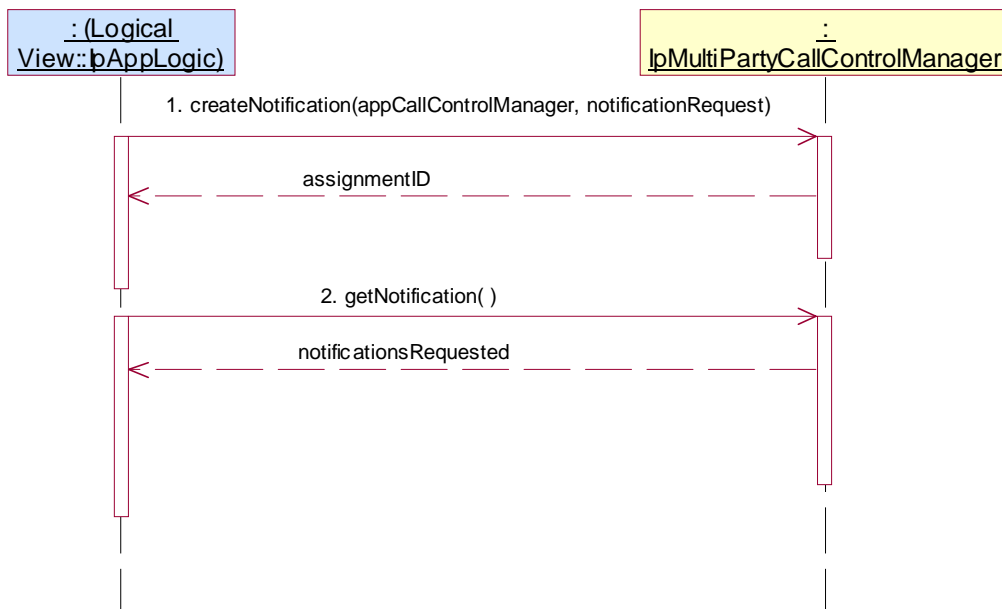 : (Logical
View::IpAppLogic)
:
IpMultiPartyCallControlManager
1. createNotification(appCallControlManager, notificationRequest)
assignmentID
2. getNotification( )
notificationsRequested